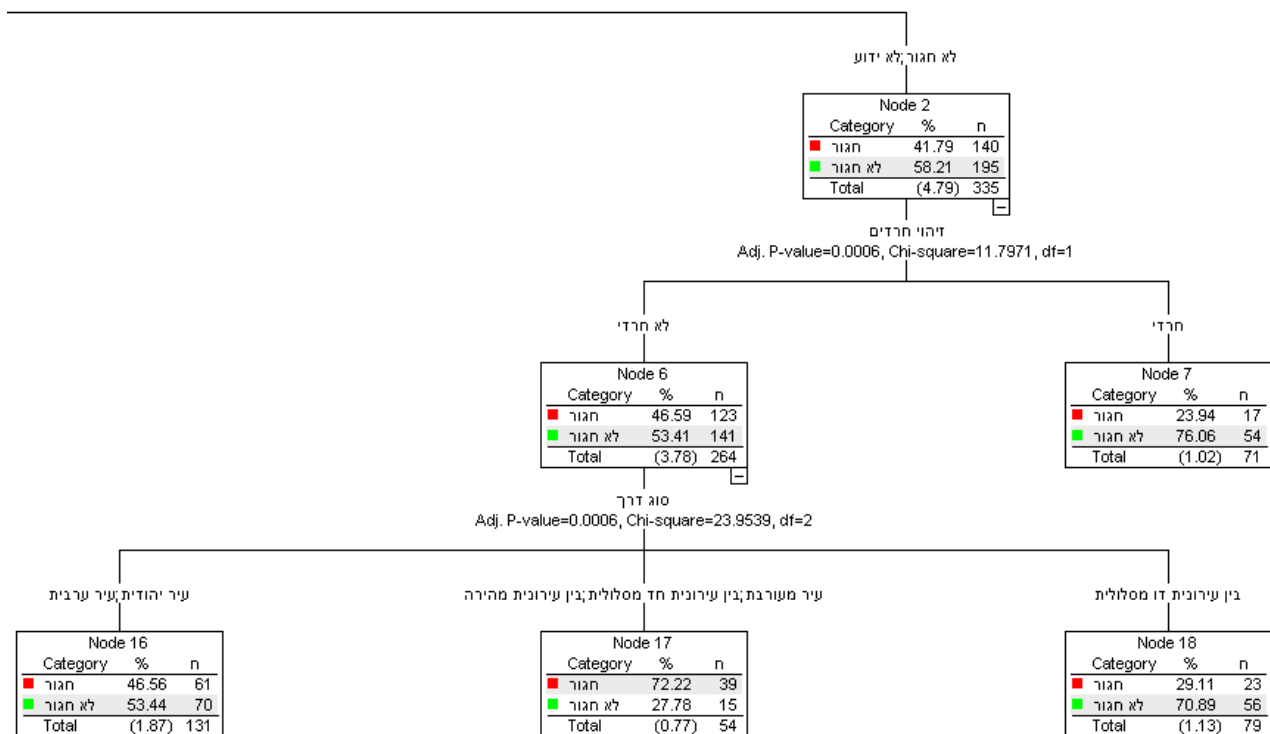 לא חגור;לא ידוע
Node 2
Category % n
חגור 41.79 140
לא חגור 58.21 195
Total (4.79) 335
זיהוי חרדים
Adj. P-value=0.0006, Chi-square=11.7971, df=1
לא חרדי
חרדי
Node 6
Category % n
חגור 46.59 123
לא חגור 53.41 141
Total (3.78) 264
Node 7
Category % n
חגור 23.94 17
לא חגור 76.06 54
Total (1.02) 71
סוג דרך
Adj. P-value=0.0006, Chi-square=23.9539, df=2
עיר יהודית;עיר ערבית
עיר מעורבת;בין עירונית חד מסלולית;בין עירונית מהירה
בין עירונית דו מסלולית
Node 16
Category % n
חגור 46.56 61
לא חגור 53.44 70
Total (1.87) 131
Node 17
Category % n
חגור 72.22 39
לא חגור 27.78 15
Total (0.77) 54
Node 18
Category % n
חגור 29.11 23
לא חגור 70.89 56
Total (1.13) 79